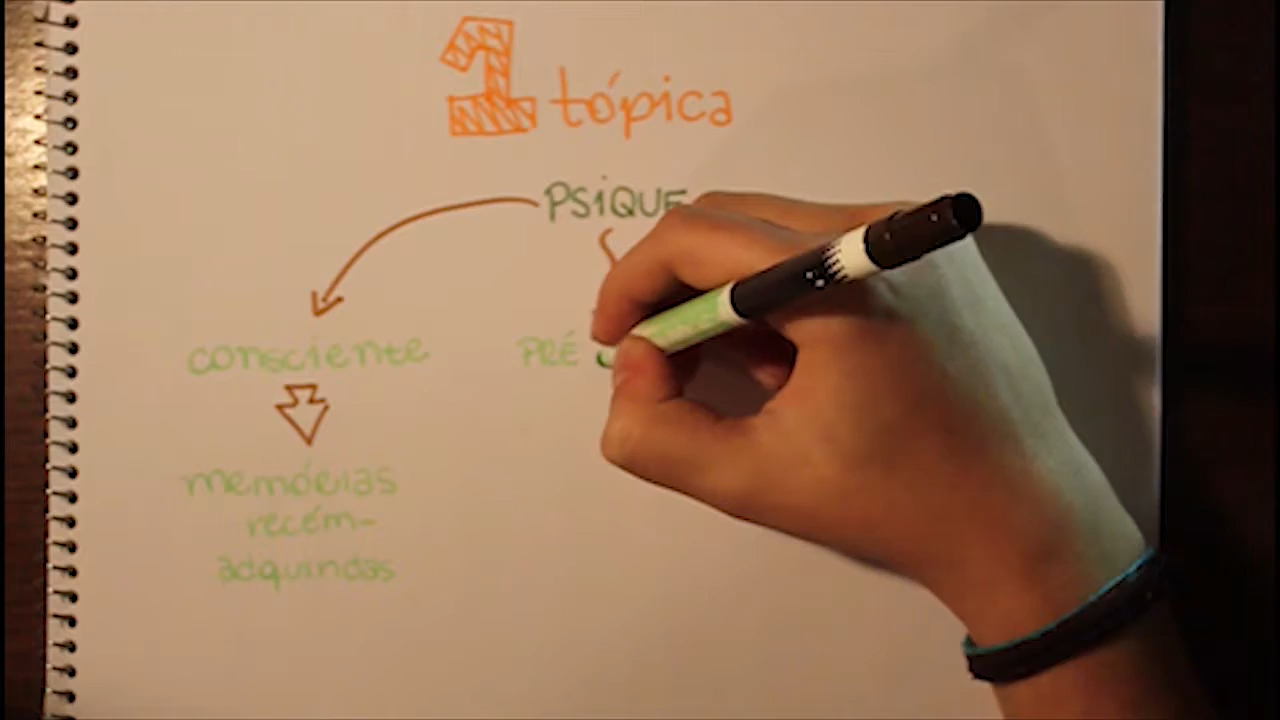 1 tópica
PSiQUE
consciente
PRÉ
memórias
recém-
adquiridas